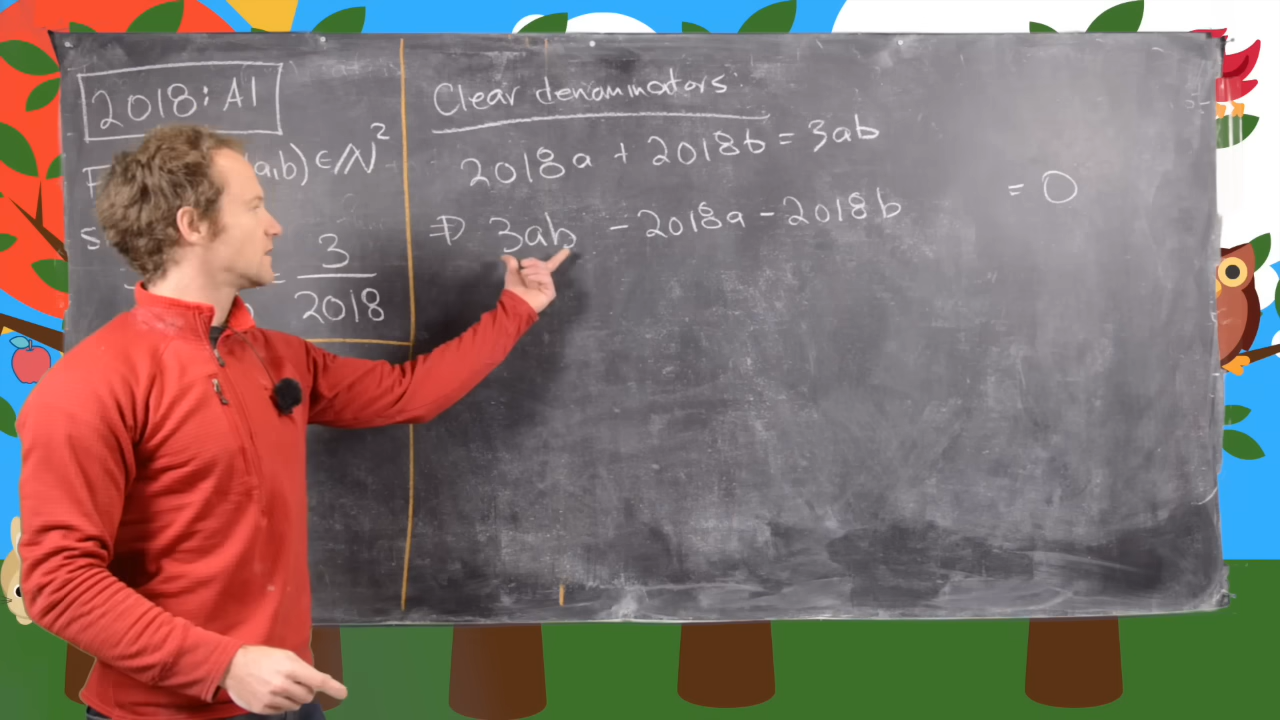 2018: A1
(a,b) ∈ ℕ²
= 3/2018
Clear denominators:
2018a + 2018b = 3ab
⇒ 3ab - 2018a - 2018b = 0